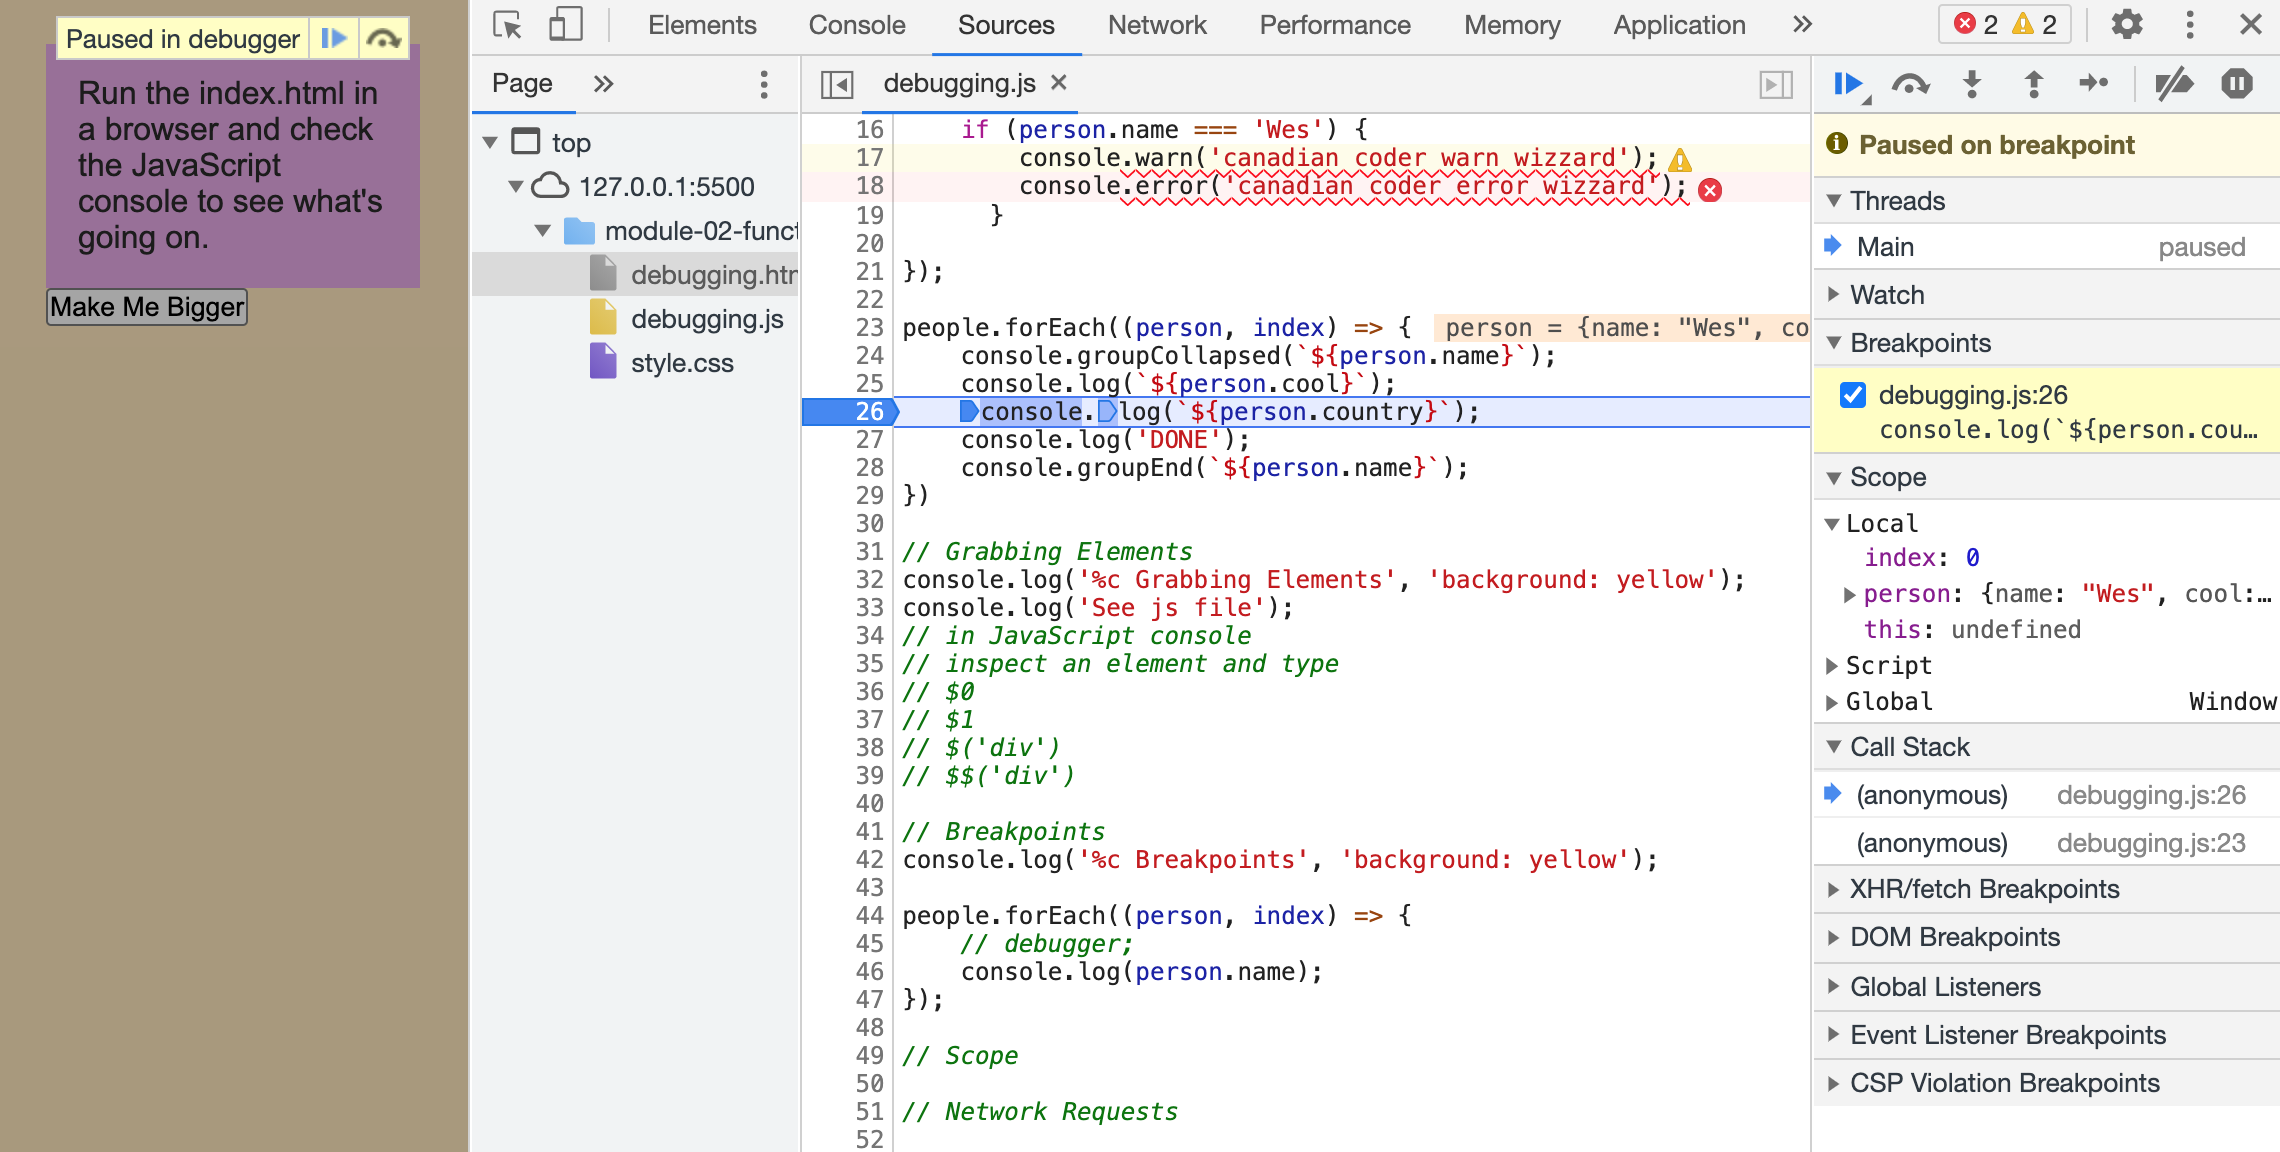 Paused in debugger
Run the index.html in
a browser and check
the JavaScript
console to see what's
going on.
Make Me Bigger
Elements Console Sources Network Performance Memory Application » 2 2
Page »
top
127.0.0.1:5500
module-02-funct
debugging.htm
debugging.js
style.css
debugging.js ×
16 if (person.name === 'Wes') {
17 console.warn('canadian coder warn wizzard');
18 console.error('canadian coder error wizzard');
19 }
20
21 });
22
23 people.forEach((person, index) => { person = {name: "Wes", co
24 console.groupCollapsed(`${person.name}`);
25 console.log(`${person.cool}`);
26 console.log(`${person.country}`);
27 console.log('DONE');
28 console.groupEnd(`${person.name}`);
29 })
30
31 // Grabbing Elements
32 console.log('%c Grabbing Elements', 'background: yellow');
33 console.log('See js file');
34 // in JavaScript console
35 // inspect an element and type
36 // $0
37 // $1
38 // $('div')
39 // $$('div')
40
41 // Breakpoints
42 console.log('%c Breakpoints', 'background: yellow');
43
44 people.forEach((person, index) => {
45 // debugger;
46 console.log(person.name);
47 });
48
49 // Scope
50
51 // Network Requests
52
Paused on breakpoint
Threads
Main paused
Watch
Breakpoints
debugging.js:26
console.log(`${person.cou…
Scope
Local
index: 0
person: {name: "Wes", cool:…
this: undefined
Script
Global Window
Call Stack
(anonymous) debugging.js:26
(anonymous) debugging.js:23
XHR/fetch Breakpoints
DOM Breakpoints
Global Listeners
Event Listener Breakpoints
CSP Violation Breakpoints